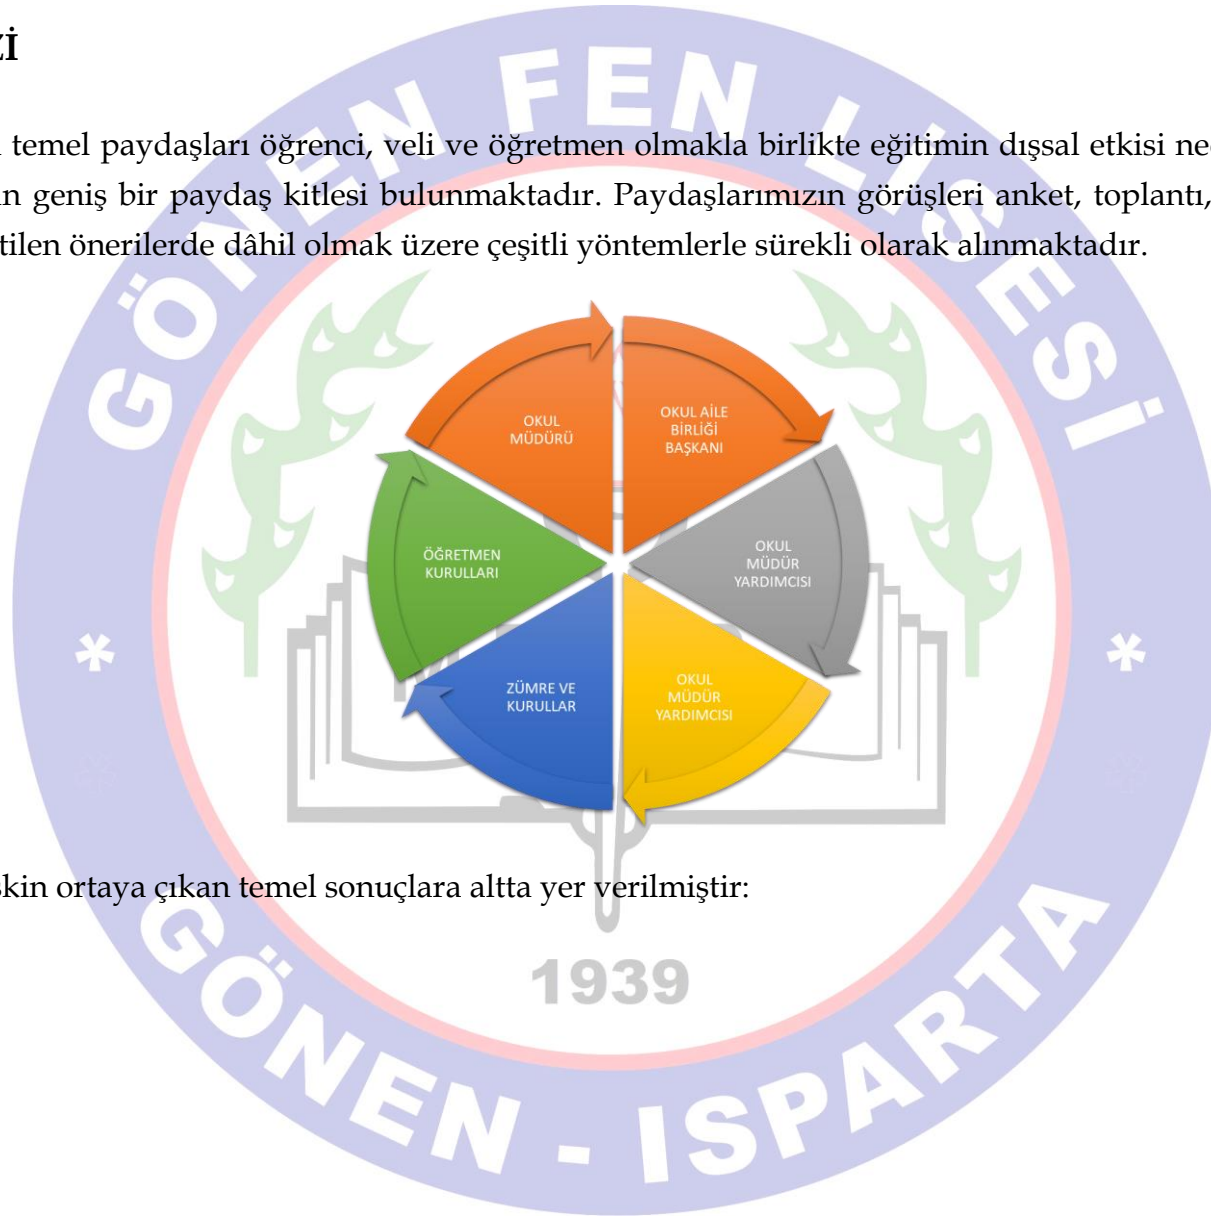 Zİ
GÖNEN FEN LİSESİ
temel paydaşları öğrenci, veli ve öğretmen olmakla birlikte eğitimin dışsal etkisi
geniş bir paydaş kitlesi bulunmaktadır. Paydaşlarımızın görüşleri anket, toplantı,
tilen önerilerde dâhil olmak üzere çeşitli yöntemlerle sürekli olarak alınmaktadır.
OKUL
MÜDÜRÜ
OKUL AİLE
BİRLİĞİ
BAŞKANI
ÖĞRETMEN
KURULLARI
OKUL
MÜDÜR
YARDIMCISI
ZÜMRE VE
KURULLAR
OKUL
MÜDÜR
YARDIMCISI
şkin ortaya çıkan temel sonuçlara altta yer verilmiştir:
1939
GÖNEN - ISPARTA